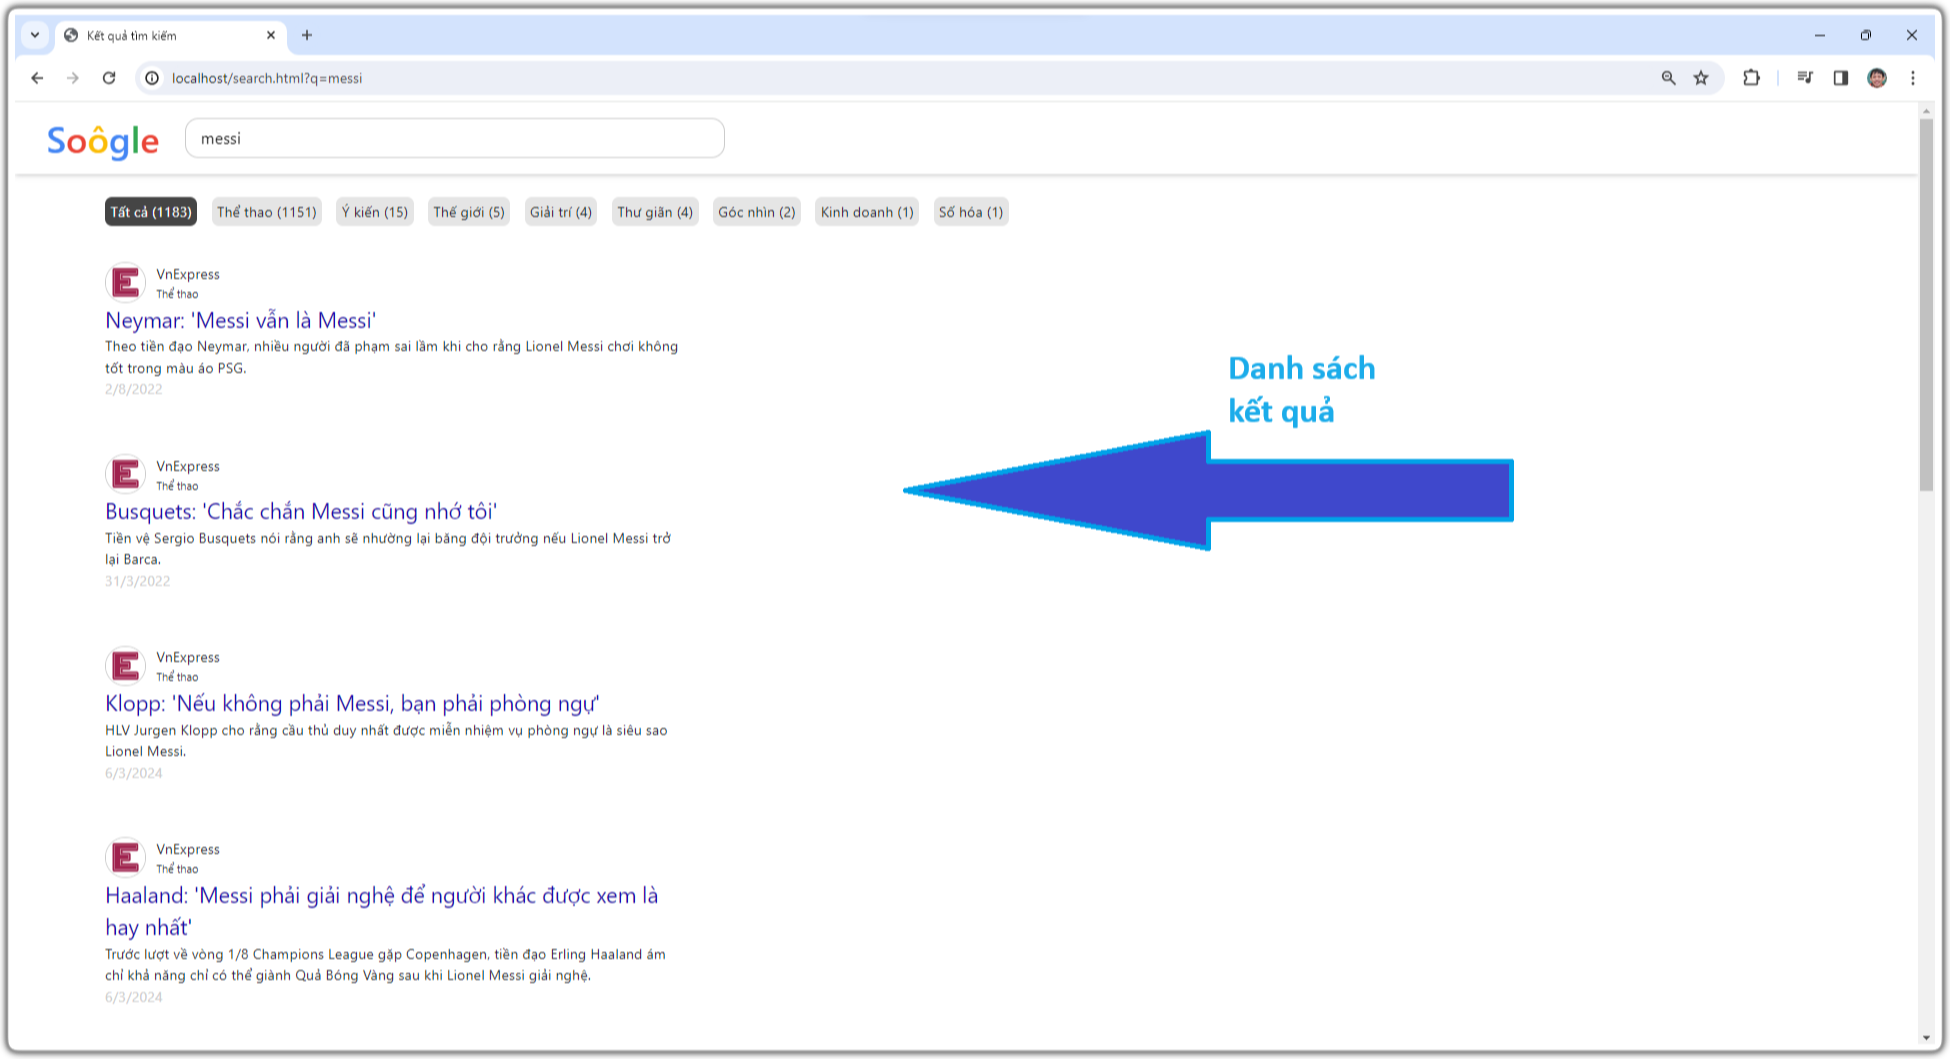 Kết quả tìm kiếm
localhost/search.html?q=messi
Soôgle
messi
Tất cả (1183) Thể thao (1151) Ý kiến (15) Thế giới (5) Giải trí (4) Thư giãn (4) Góc nhìn (2) Kinh doanh (1) Số hóa (1)
VnExpress
Thể thao
Neymar: 'Messi vẫn là Messi'
Theo tiền đạo Neymar, nhiều người đã phạm sai lầm khi cho rằng Lionel Messi chơi không
tốt trong màu áo PSG.
2/8/2022
Danh sách
kết quả
VnExpress
Thể thao
Busquets: 'Chắc chắn Messi cũng nhớ tôi'
Tiền vệ Sergio Busquets nói rằng anh sẽ nhường lại băng đội trưởng nếu Lionel Messi trở
lại Barca.
31/3/2022
VnExpress
Thể thao
Klopp: 'Nếu không phải Messi, bạn phải phòng ngự'
HLV Jurgen Klopp cho rằng cầu thủ duy nhất được miễn nhiệm vụ phòng ngự là siêu sao
Lionel Messi.
6/3/2024
VnExpress
Thể thao
Haaland: 'Messi phải giải nghệ để người khác được xem là
hay nhất'
Trước lượt về vòng 1/8 Champions League gặp Copenhagen, tiền đạo Erling Haaland ám
chỉ khả năng chỉ có thể giành Quả Bóng Vàng sau khi Lionel Messi giải nghệ.
6/3/2024